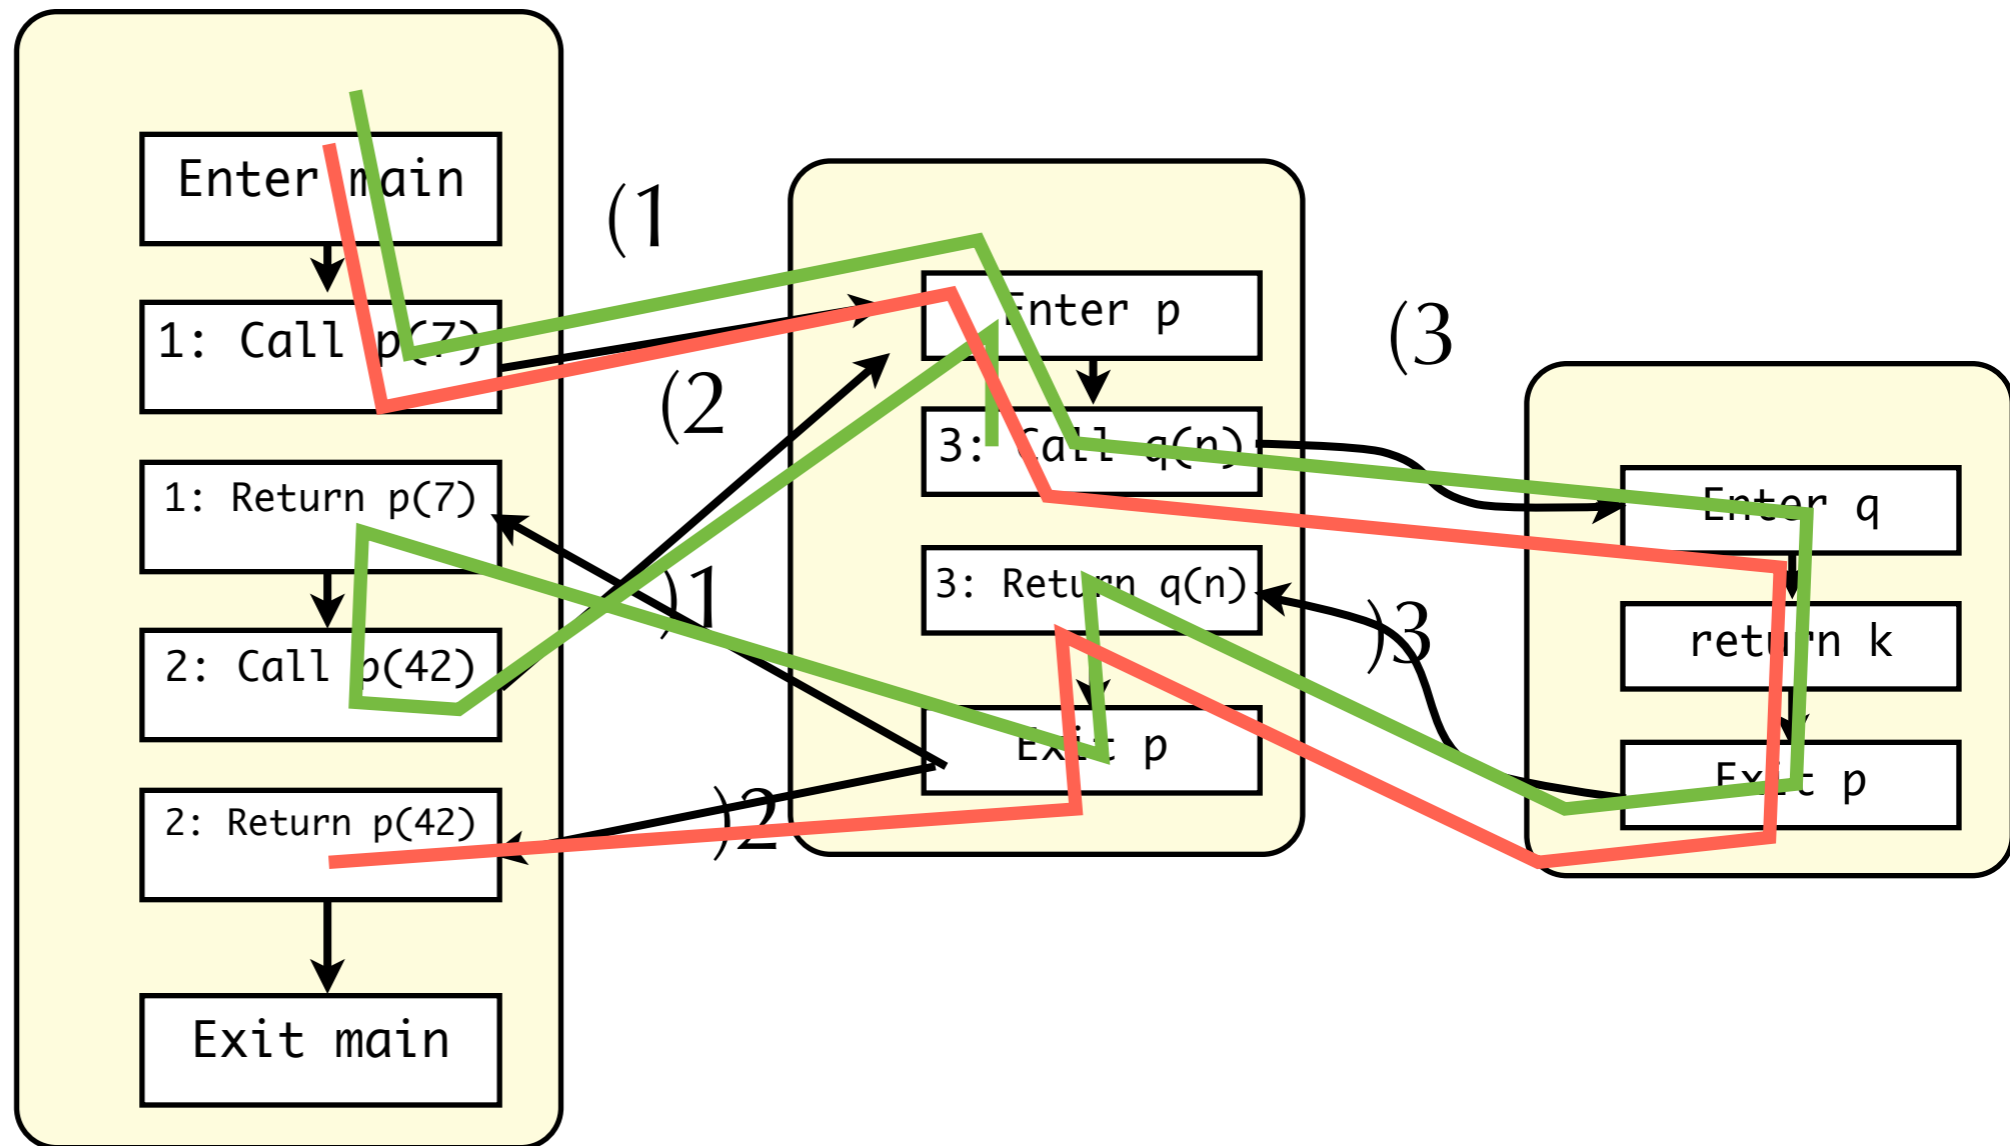 Enter main
1: Call p(7)
1: Return p(7)
2: Call p(42)
2: Return p(42)
Exit main
(1
(2
)1
)2
Enter p
3: Call q(n)
3: Return q(n)
Exit p
(3
)3
Enter q
return k
Exit p